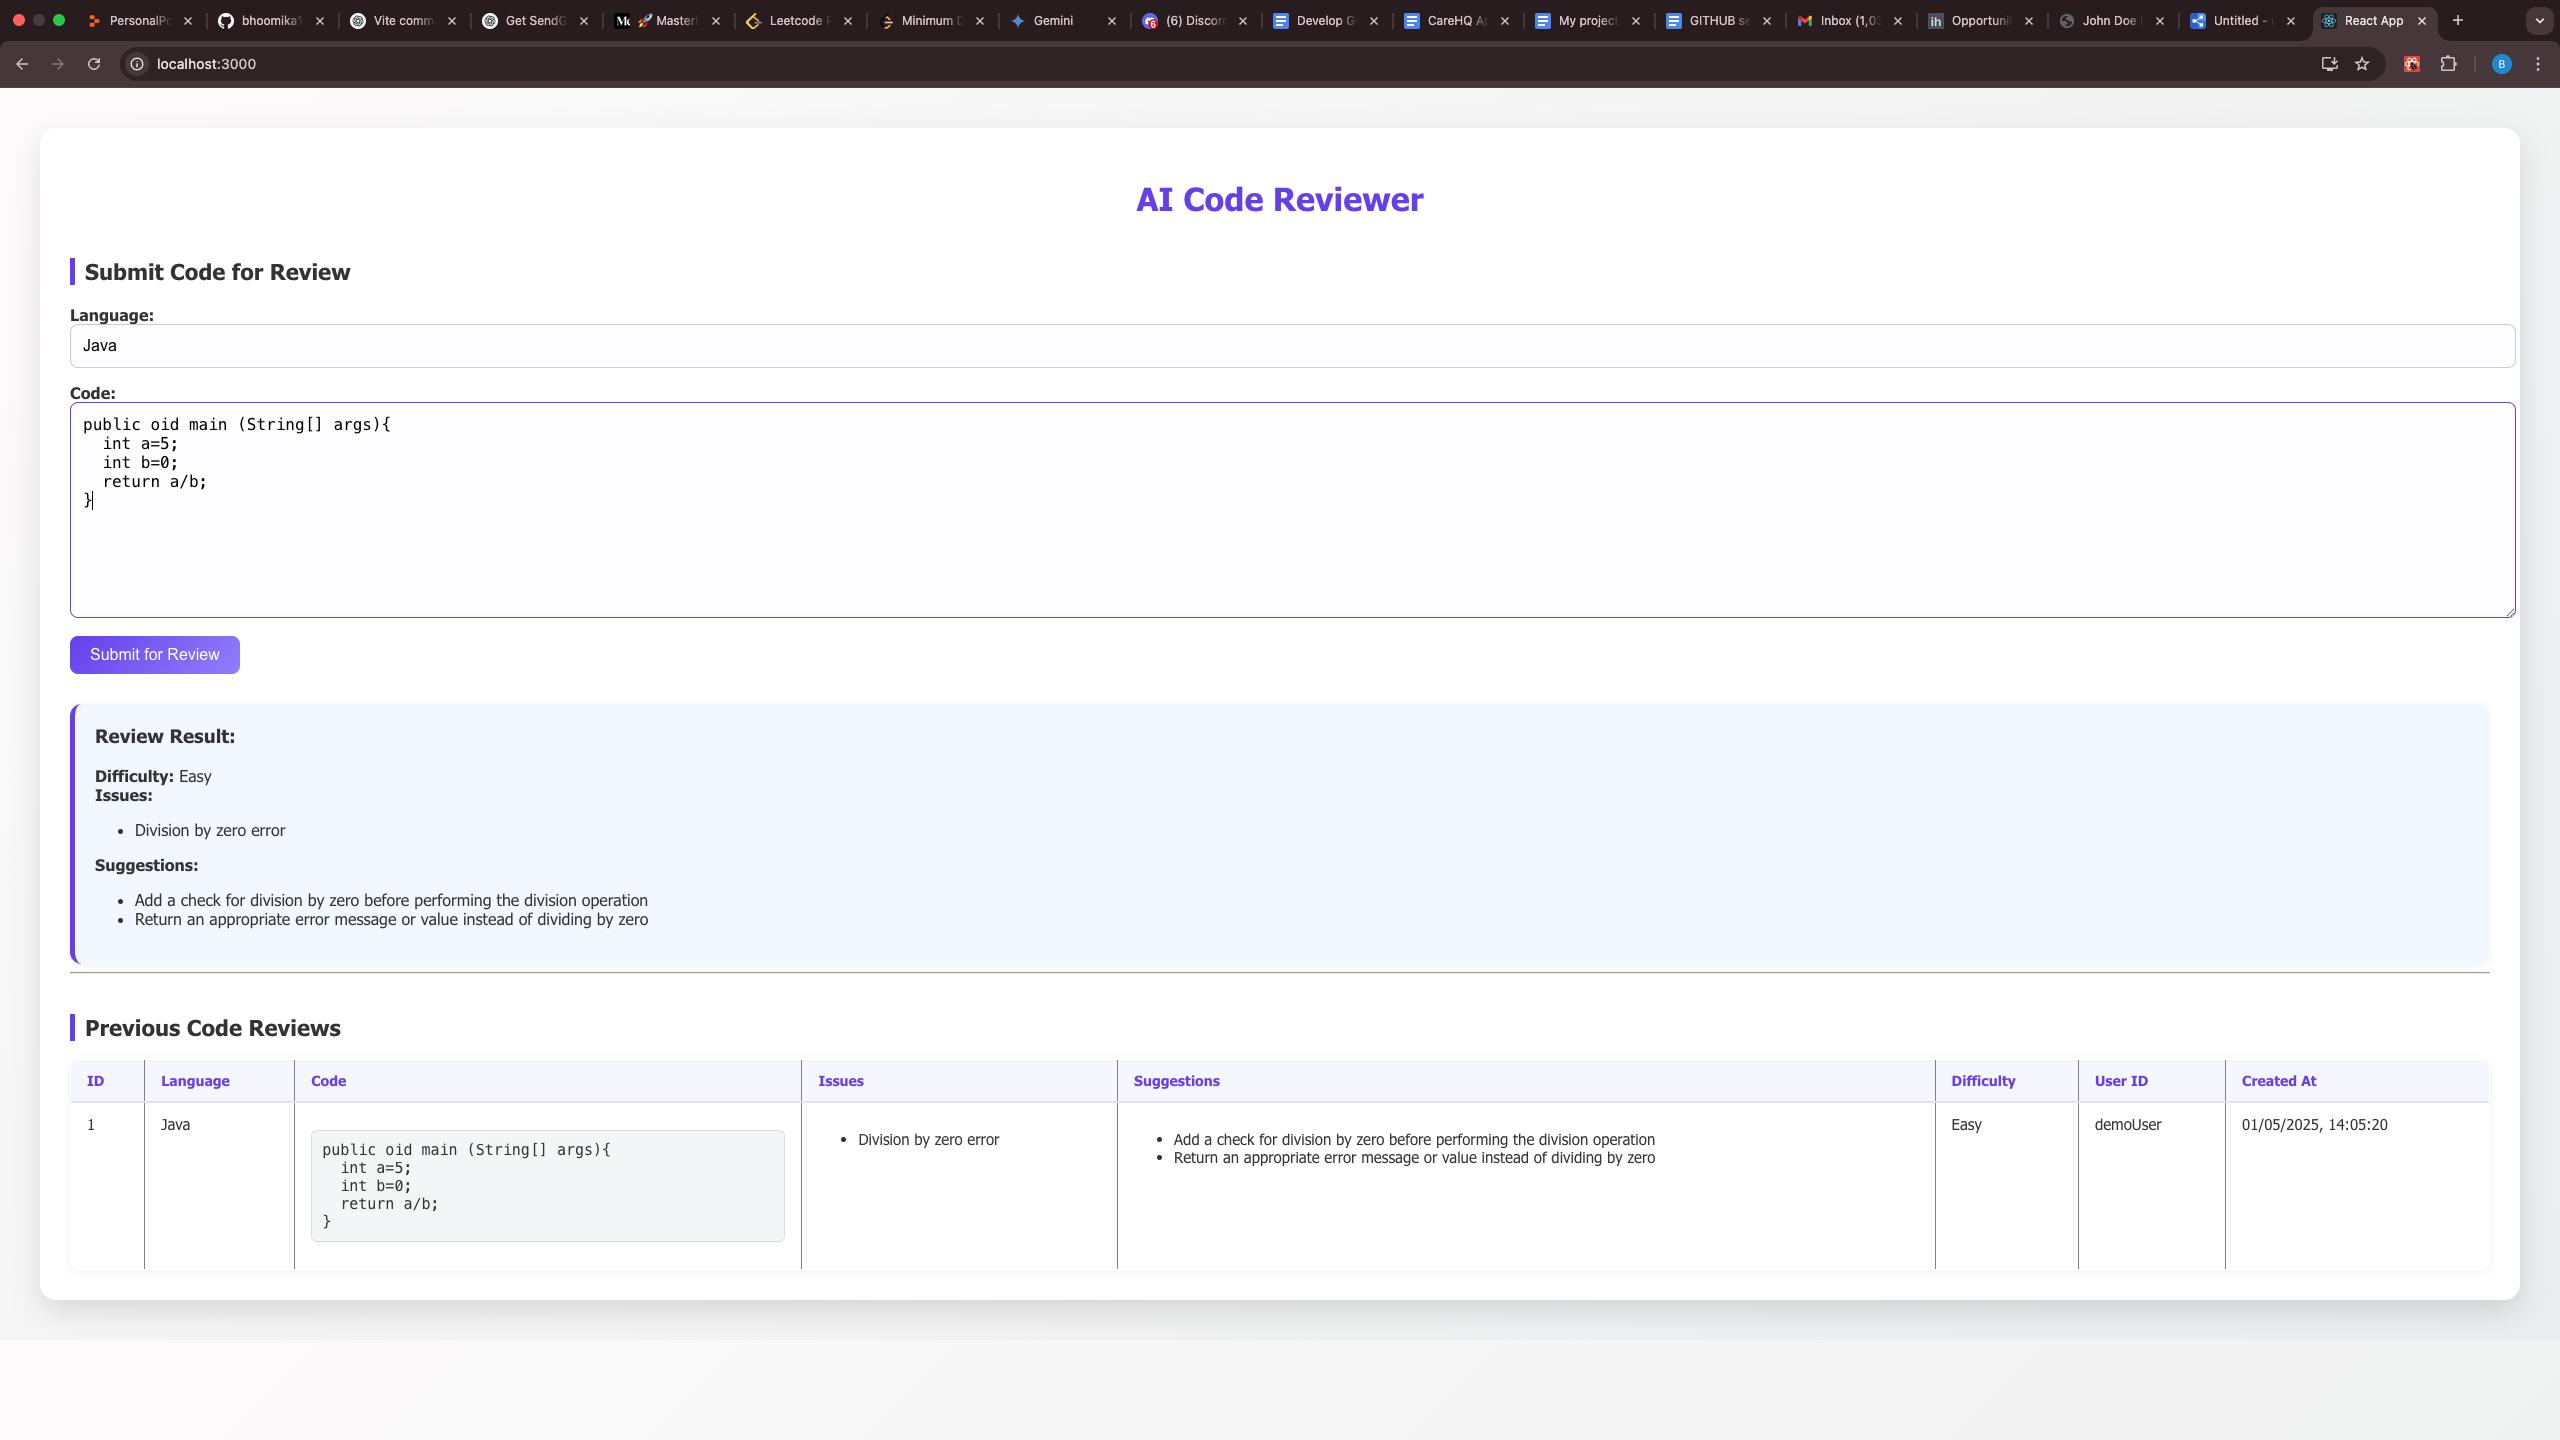 PersonalPo
bhoomika1
Vite comm
Get SendG
Masteri
Leetcode P
Minimum D
Gemini
(6) Discord
Develop G
CareHQ Ap
My project
GITHUB se
Inbox (1,03
Opportuni
John Doe
Untitled -
React App
localhost:3000
B
AI Code Reviewer
Submit Code for Review
Language:
Java
Code:
public oid main (String[] args){
int a=5;
int b=0;
return a/b;
}
Submit for Review
Review Result:
Difficulty: Easy
Issues:
• Division by zero error
Suggestions:
• Add a check for division by zero before performing the division operation
• Return an appropriate error message or value instead of dividing by zero
Previous Code Reviews
ID Language Code Issues Suggestions Difficulty User ID Created At
1 Java
public oid main (String[] args){
int a=5;
int b=0;
return a/b;
}
• Division by zero error
• Add a check for division by zero before performing the division operation
• Return an appropriate error message or value instead of dividing by zero
Easy
demoUser
01/05/2025, 14:05:20